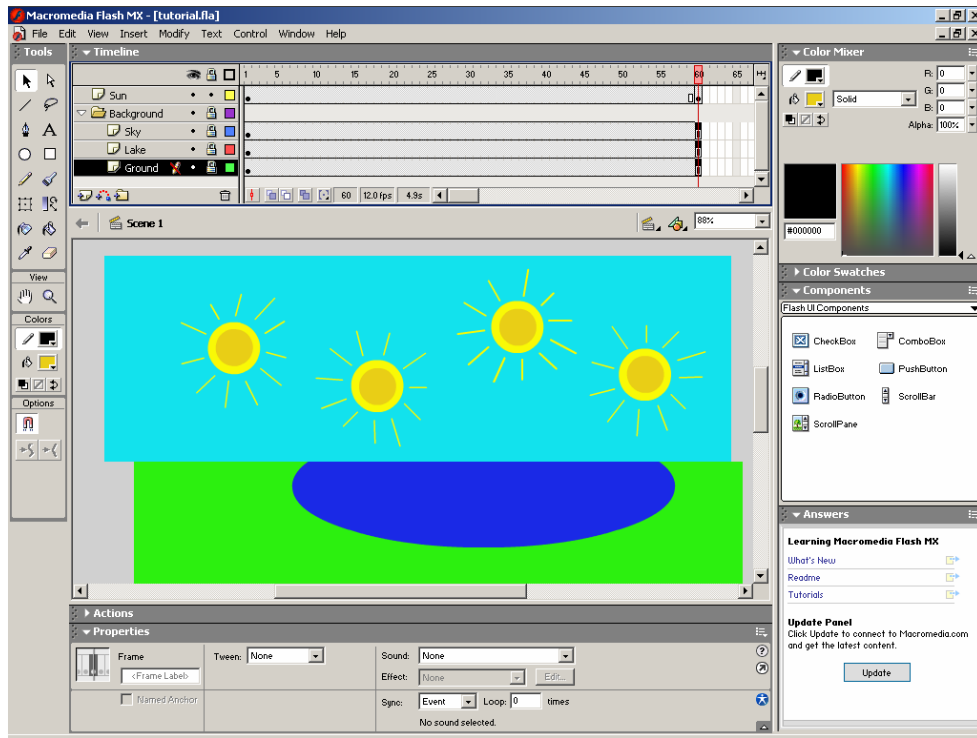 Macromedia Flash MX - [tutorial.fla]
File Edit View Insert Modify Text Control Window Help
Tools
Timeline
1 5 10 15 20 25 30 35 40 45 50 55 60 65
Sun
Background
Sky
Lake
Ground
60 12.0 fps 4.9s
Scene 1
88%
View
Colors
Options
Color Mixer
R: 0
Solid
G: 0
B: 0
Alpha: 100%
#000000
Color Swatches
Components
Flash UI Components
CheckBox ComboBox
ListBox PushButton
RadioButton ScrollBar
ScrollPane
Answers
Learning Macromedia Flash MX
What's New
Readme
Tutorials
Update Panel
Click Update to connect to Macromedia.com
and get the latest content.
Update
Actions
Properties
Frame Tween: None Sound: None
<Frame Label> Effect: None Edit...
Named Anchor Sync: Event Loop: 0 times
No sound selected.